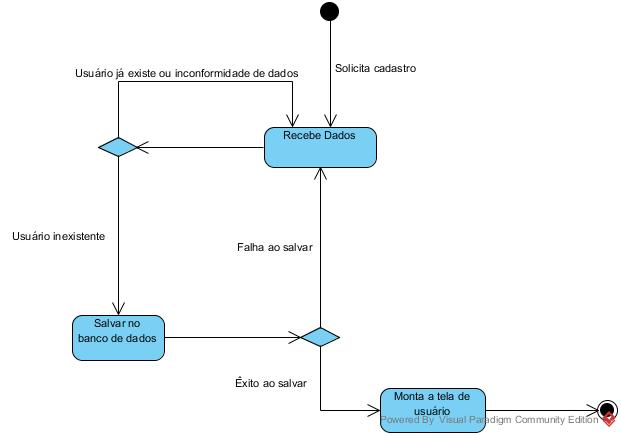 Solicita cadastro
Usuário já existe ou inconformidade de dados
Recebe Dados
Usuário inexistente
Falha ao salvar
Salvar no
banco de dados
Êxito ao salvar
Monta a tela de
usuário
Powered By Visual Paradigm Community Edition